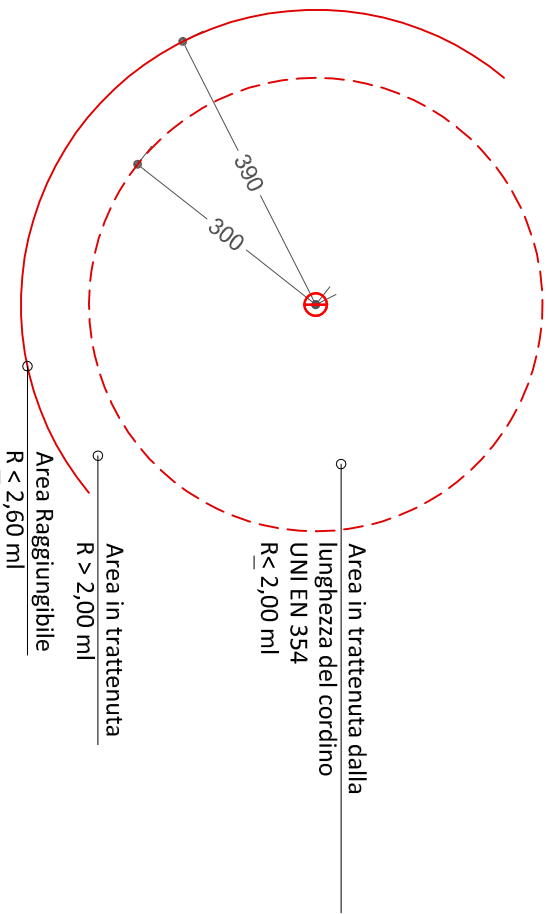 390
300
Area in trattenuta dalla
lunghezza del cordino
UNI EN 354
R< 2,00 ml
Area in trattenuta
R > 2,00 ml
Area Raggiungibile
R < 2,60 ml